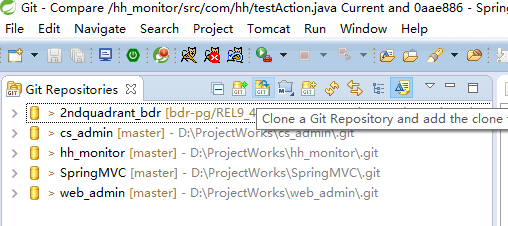 Git - Compare /hh_monitor/src/com/hh/testAction.java Current and 0aae886 - Sprin
File Edit Navigate Search Project Tomcat Run Window Help
Git Repositories
> 2ndquadrant_bdr [bdr-pg/REL9_4
Clone a Git Repository and add the clone
> cs_admin [master] - D:\ProjectWorks\cs_admin\.git
> hh_monitor [master] - D:\ProjectWorks\hh_monitor\.git
> SpringMVC [master] - D:\ProjectWorks\SpringMVC\.git
> web_admin [master] - D:\ProjectWorks\web_admin\.git